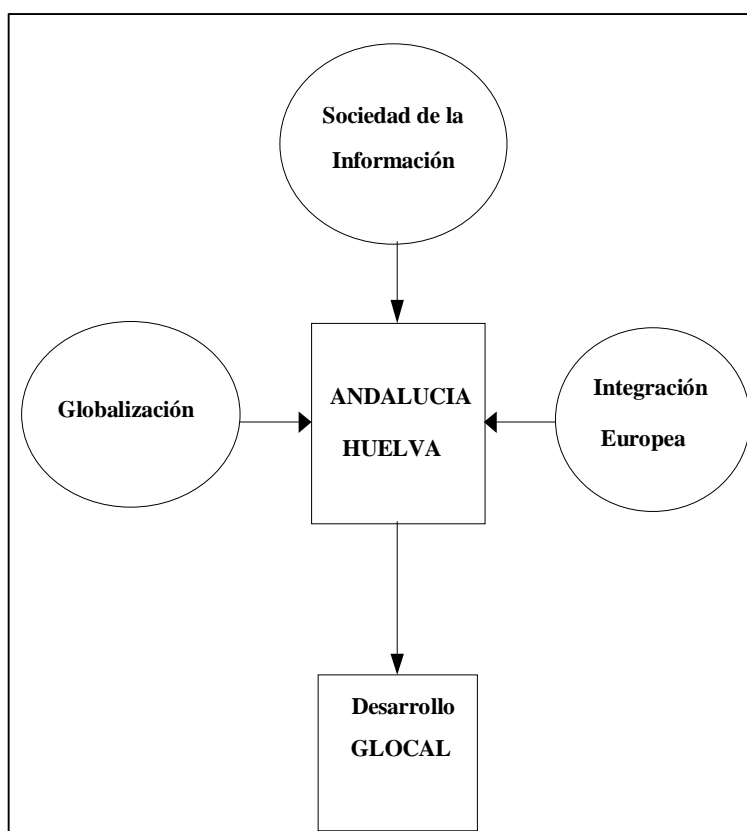 Sociedad de la
Información
Globalización
ANDALUCIA
HUELVA
Integración
Europea
Desarrollo
GLOCAL